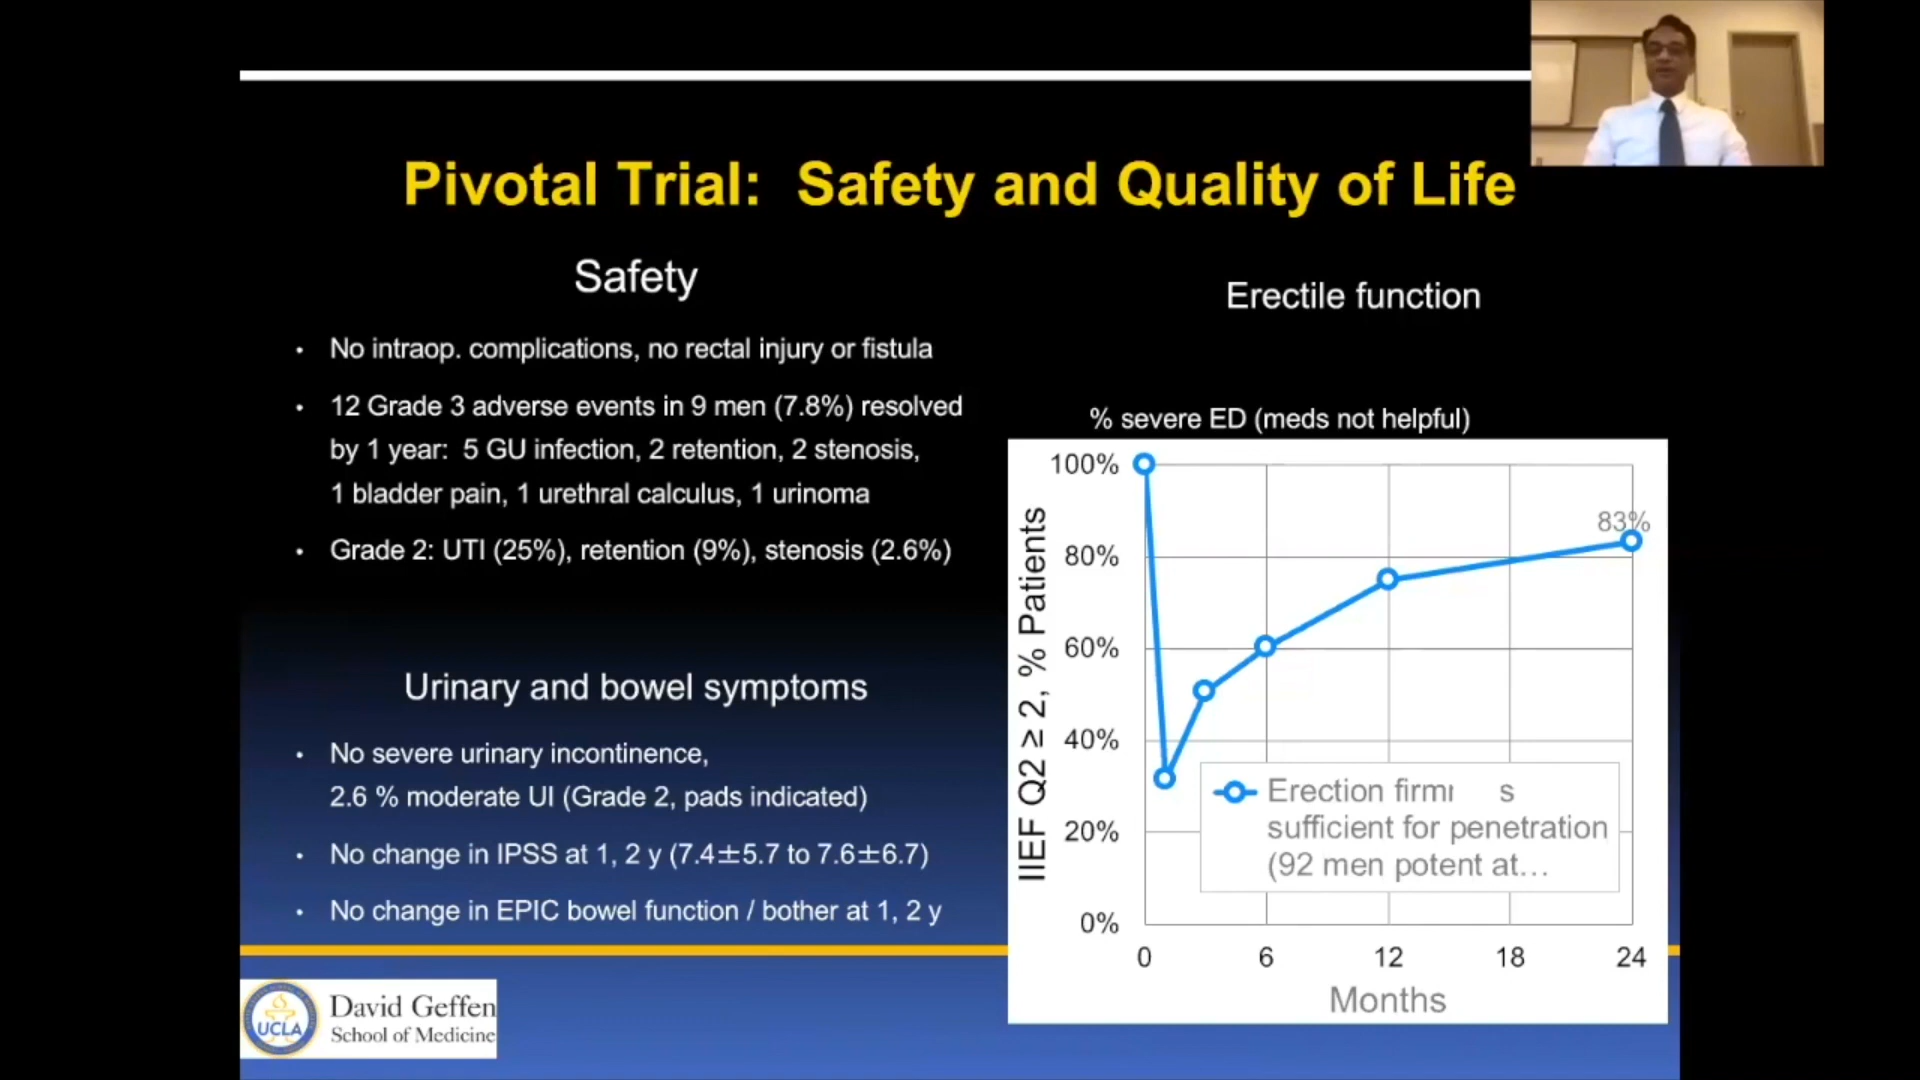 Pivotal Trial: Safety and Quality of Life
Safety
• No intraop. complications, no rectal injury or fistula
• 12 Grade 3 adverse events in 9 men (7.8%) resolved
by 1 year: 5 GU infection, 2 retention, 2 stenosis,
1 bladder pain, 1 urethral calculus, 1 urinoma
• Grade 2: UTI (25%), retention (9%), stenosis (2.6%)
Urinary and bowel symptoms
• No severe urinary incontinence,
2.6 % moderate UI (Grade 2, pads indicated)
• No change in IPSS at 1, 2 y (7.4±5.7 to 7.6±6.7)
• No change in EPIC bowel function / bother at 1, 2 y
Erectile function
% severe ED (meds not helpful)
IIEF Q2 ≥ 2, % Patients
100%
80%
60%
40%
20%
0%
83%
Erection s
sufficient for penetration
(92 men potent at…
0 6 12 18 24
Months
UCLA
David Geffen
School of Medicine